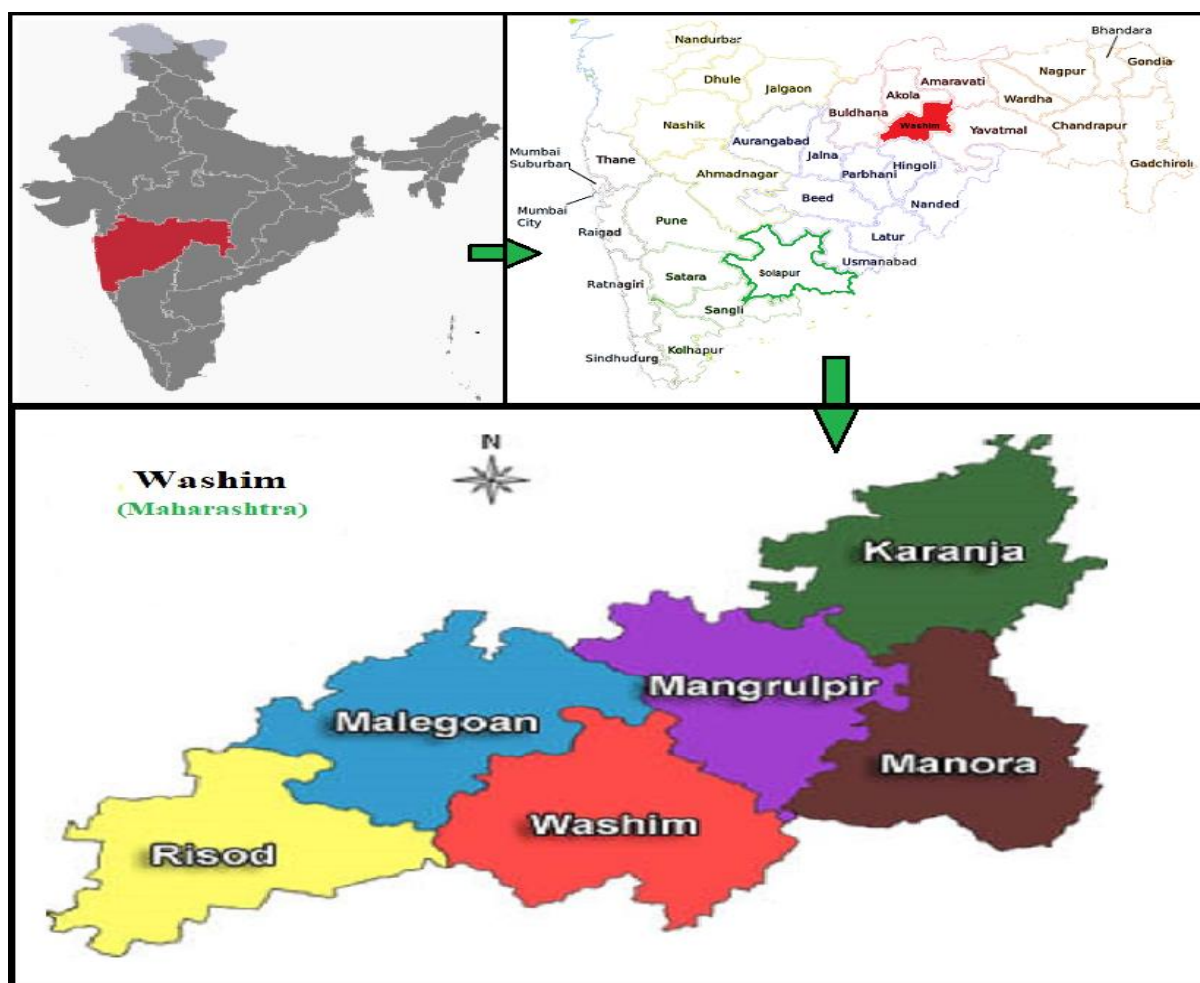 Nandurbar
Bhandara
Dhule
Jalgaon
Nagpur
Gondia
Amaravati
Akola
Wardha
Buldhana
Nashik
Washim
Yavatmal
Chandrapur
Aurangabad
Mumbai
Suburban
Thane
Jalna
Hingoli
Gadchiroli
Ahmadnagar
Parbhani
Mumbai
City
Beed
Nanded
Pune
Raigad
Latur
Usmanabad
Satara
Solapur
Ratnagiri
Sangli
Kolhapur
Sindhudurg
N
Washim
(Maharashtra)
Karanja
Mangrulpir
Malegoan
Manora
Washim
Risod